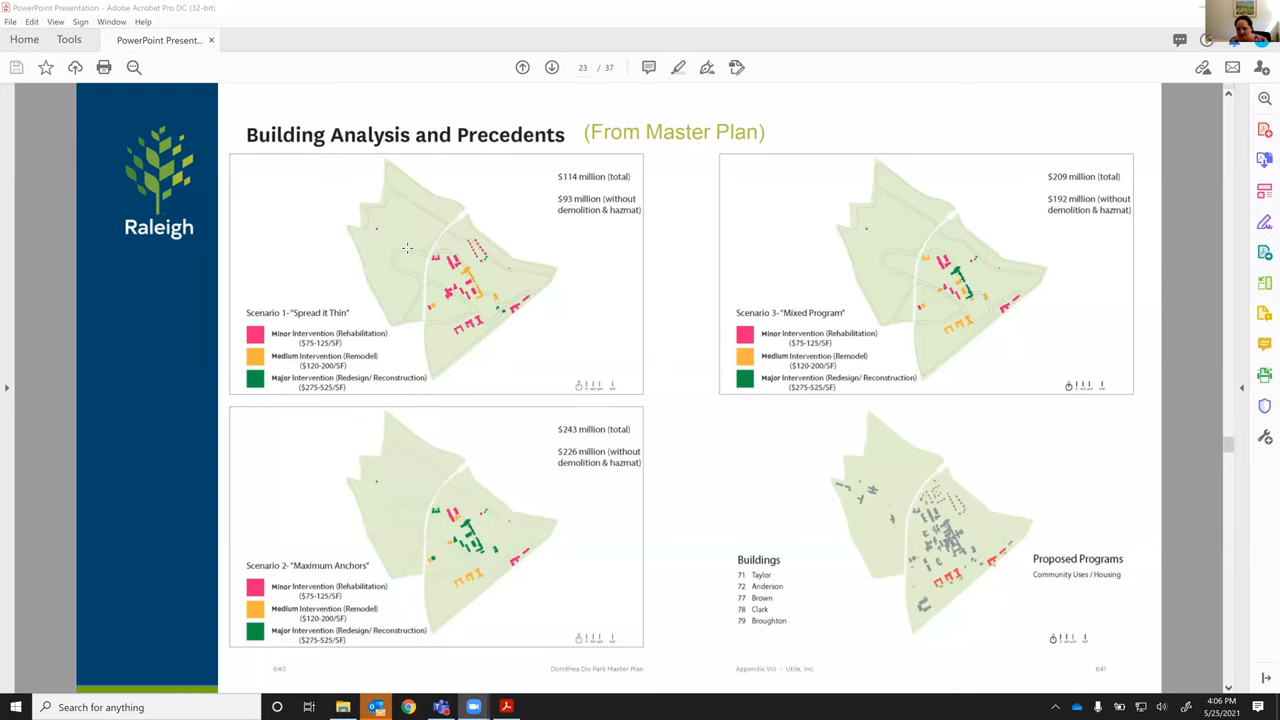 PowerPoint Presentation - Adobe Acrobat Pro DC (32-bit)
File Edit View Sign Window Help
Home Tools PowerPoint Present... ×
23 / 37
Building Analysis and Precedents (From Master Plan)
Raleigh
$114 million (total)
$93 million (without
demolition & hazmat)
Scenario 1- "Spread it Thin"
Minor Intervention (Rehabilitation)
($75-125/SF)
Medium Intervention (Remodel)
($120-200/SF)
Major Intervention (Redesign/ Reconstruction)
($275-525/SF)
$209 million (total)
$192 million (without
demolition & hazmat)
Scenario 3- "Mixed Program"
Minor Intervention (Rehabilitation)
($75-125/SF)
Medium Intervention (Remodel)
($120-200/SF)
Major Intervention (Redesign/ Reconstruction)
($275-525/SF)
$243 million (total)
$226 million (without
demolition & hazmat)
Scenario 2- "Maximum Anchors"
Minor Intervention (Rehabilitation)
($75-125/SF)
Medium Intervention (Remodel)
($120-200/SF)
Major Intervention (Redesign/ Reconstruction)
($275-525/SF)
Buildings
71 Taylor
72 Anderson
77 Brown
78 Clark
79 Broughton
Proposed Programs
Community Uses / Housing
640
Dorothea Dix Park Master Plan
Appendix VIII - Utile, Inc.
641
Search for anything
4:06 PM
5/25/2021